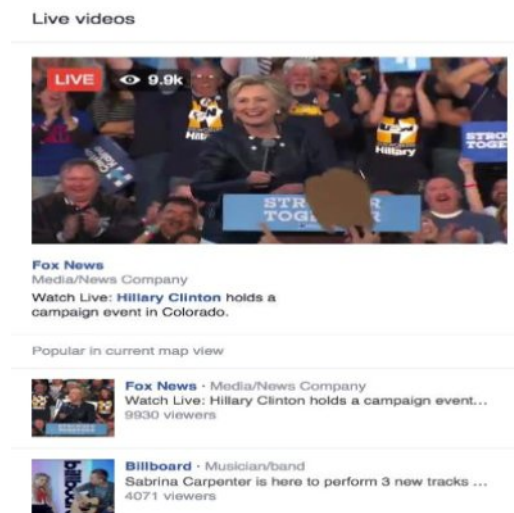 Live videos
LIVE 9.9k
Hillary
STRO
TOGE
Fox News
Media/News Company
Watch Live: Hillary Clinton holds a
campaign event in Colorado.
Popular in current map view
Fox News · Media/News Company
Watch Live: Hillary Clinton holds a campaign event...
9930 viewers
Billboard · Musician/band
Sabrina Carpenter is here to perform 3 new tracks ...
4071 viewers